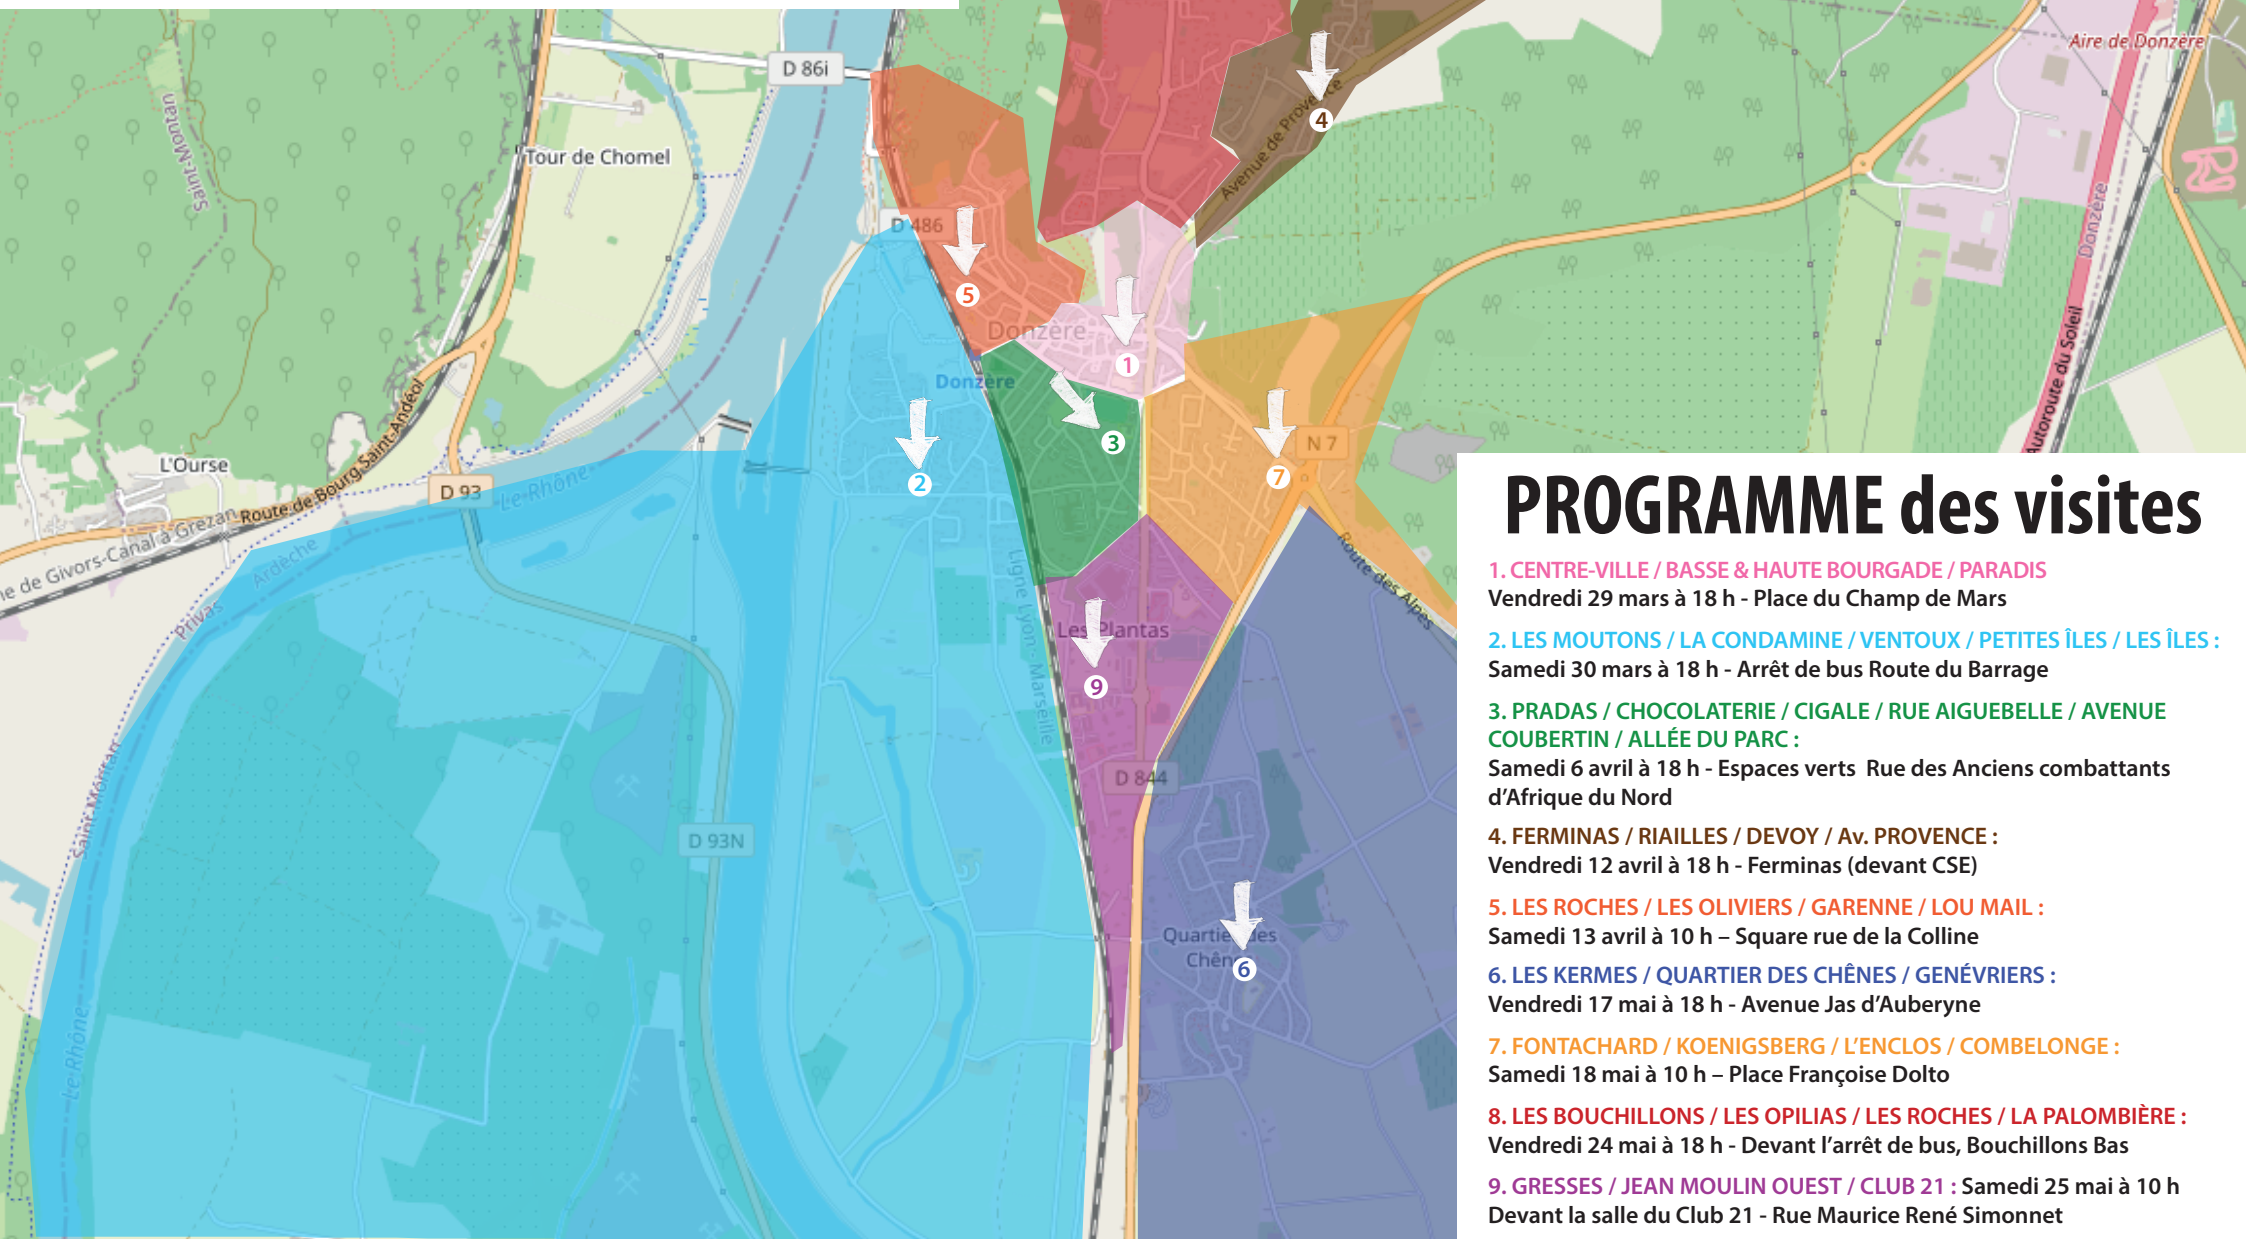 D 86i
Aire de Donzère
Saint-Montan
Tour de Chomel
Avenue de Provence
4
D 486
5
Donzère
Donzère
1
Donzère
Autoroute du Soleil
3
2
7
N 7
L'Ourse
D 93
Le Rhône
Route de Bourg-Saint-Andéol
ne de Givors-Canal à Grezan
Ardèche
Privas
Ligne Lyon - Marseille
Route des Alpes
Les Plantas
9
D 844
D 93N
Saint-Montan
Le Rhône
Quartier des
Chênes
6
PROGRAMME des visites
1. CENTRE-VILLE / BASSE & HAUTE BOURGADE / PARADIS
Vendredi 29 mars à 18 h - Place du Champ de Mars
2. LES MOUTONS / LA CONDAMINE / VENTOUX / PETITES ÎLES / LES ÎLES :
Samedi 30 mars à 18 h - Arrêt de bus Route du Barrage
3. PRADAS / CHOCOLATERIE / CIGALE / RUE AIGUEBELLE / AVENUE
COUBERTIN / ALLÉE DU PARC :
Samedi 6 avril à 18 h - Espaces verts Rue des Anciens combattants
d'Afrique du Nord
4. FERMINAS / RIAILLES / DEVOY / Av. PROVENCE :
Vendredi 12 avril à 18 h - Ferminas (devant CSE)
5. LES ROCHES / LES OLIVIERS / GARENNE / LOU MAIL :
Samedi 13 avril à 10 h – Square rue de la Colline
6. LES KERMES / QUARTIER DES CHÊNES / GENÉVRIERS :
Vendredi 17 mai à 18 h - Avenue Jas d'Auberyne
7. FONTACHARD / KOENIGSBERG / L'ENCLOS / COMBELONGE :
Samedi 18 mai à 10 h – Place Françoise Dolto
8. LES BOUCHILLONS / LES OPILIAS / LES ROCHES / LA PALOMBIÈRE :
Vendredi 24 mai à 18 h - Devant l'arrêt de bus, Bouchillons Bas
9. GRESSES / JEAN MOULIN OUEST / CLUB 21 : Samedi 25 mai à 10 h
Devant la salle du Club 21 - Rue Maurice René Simonnet